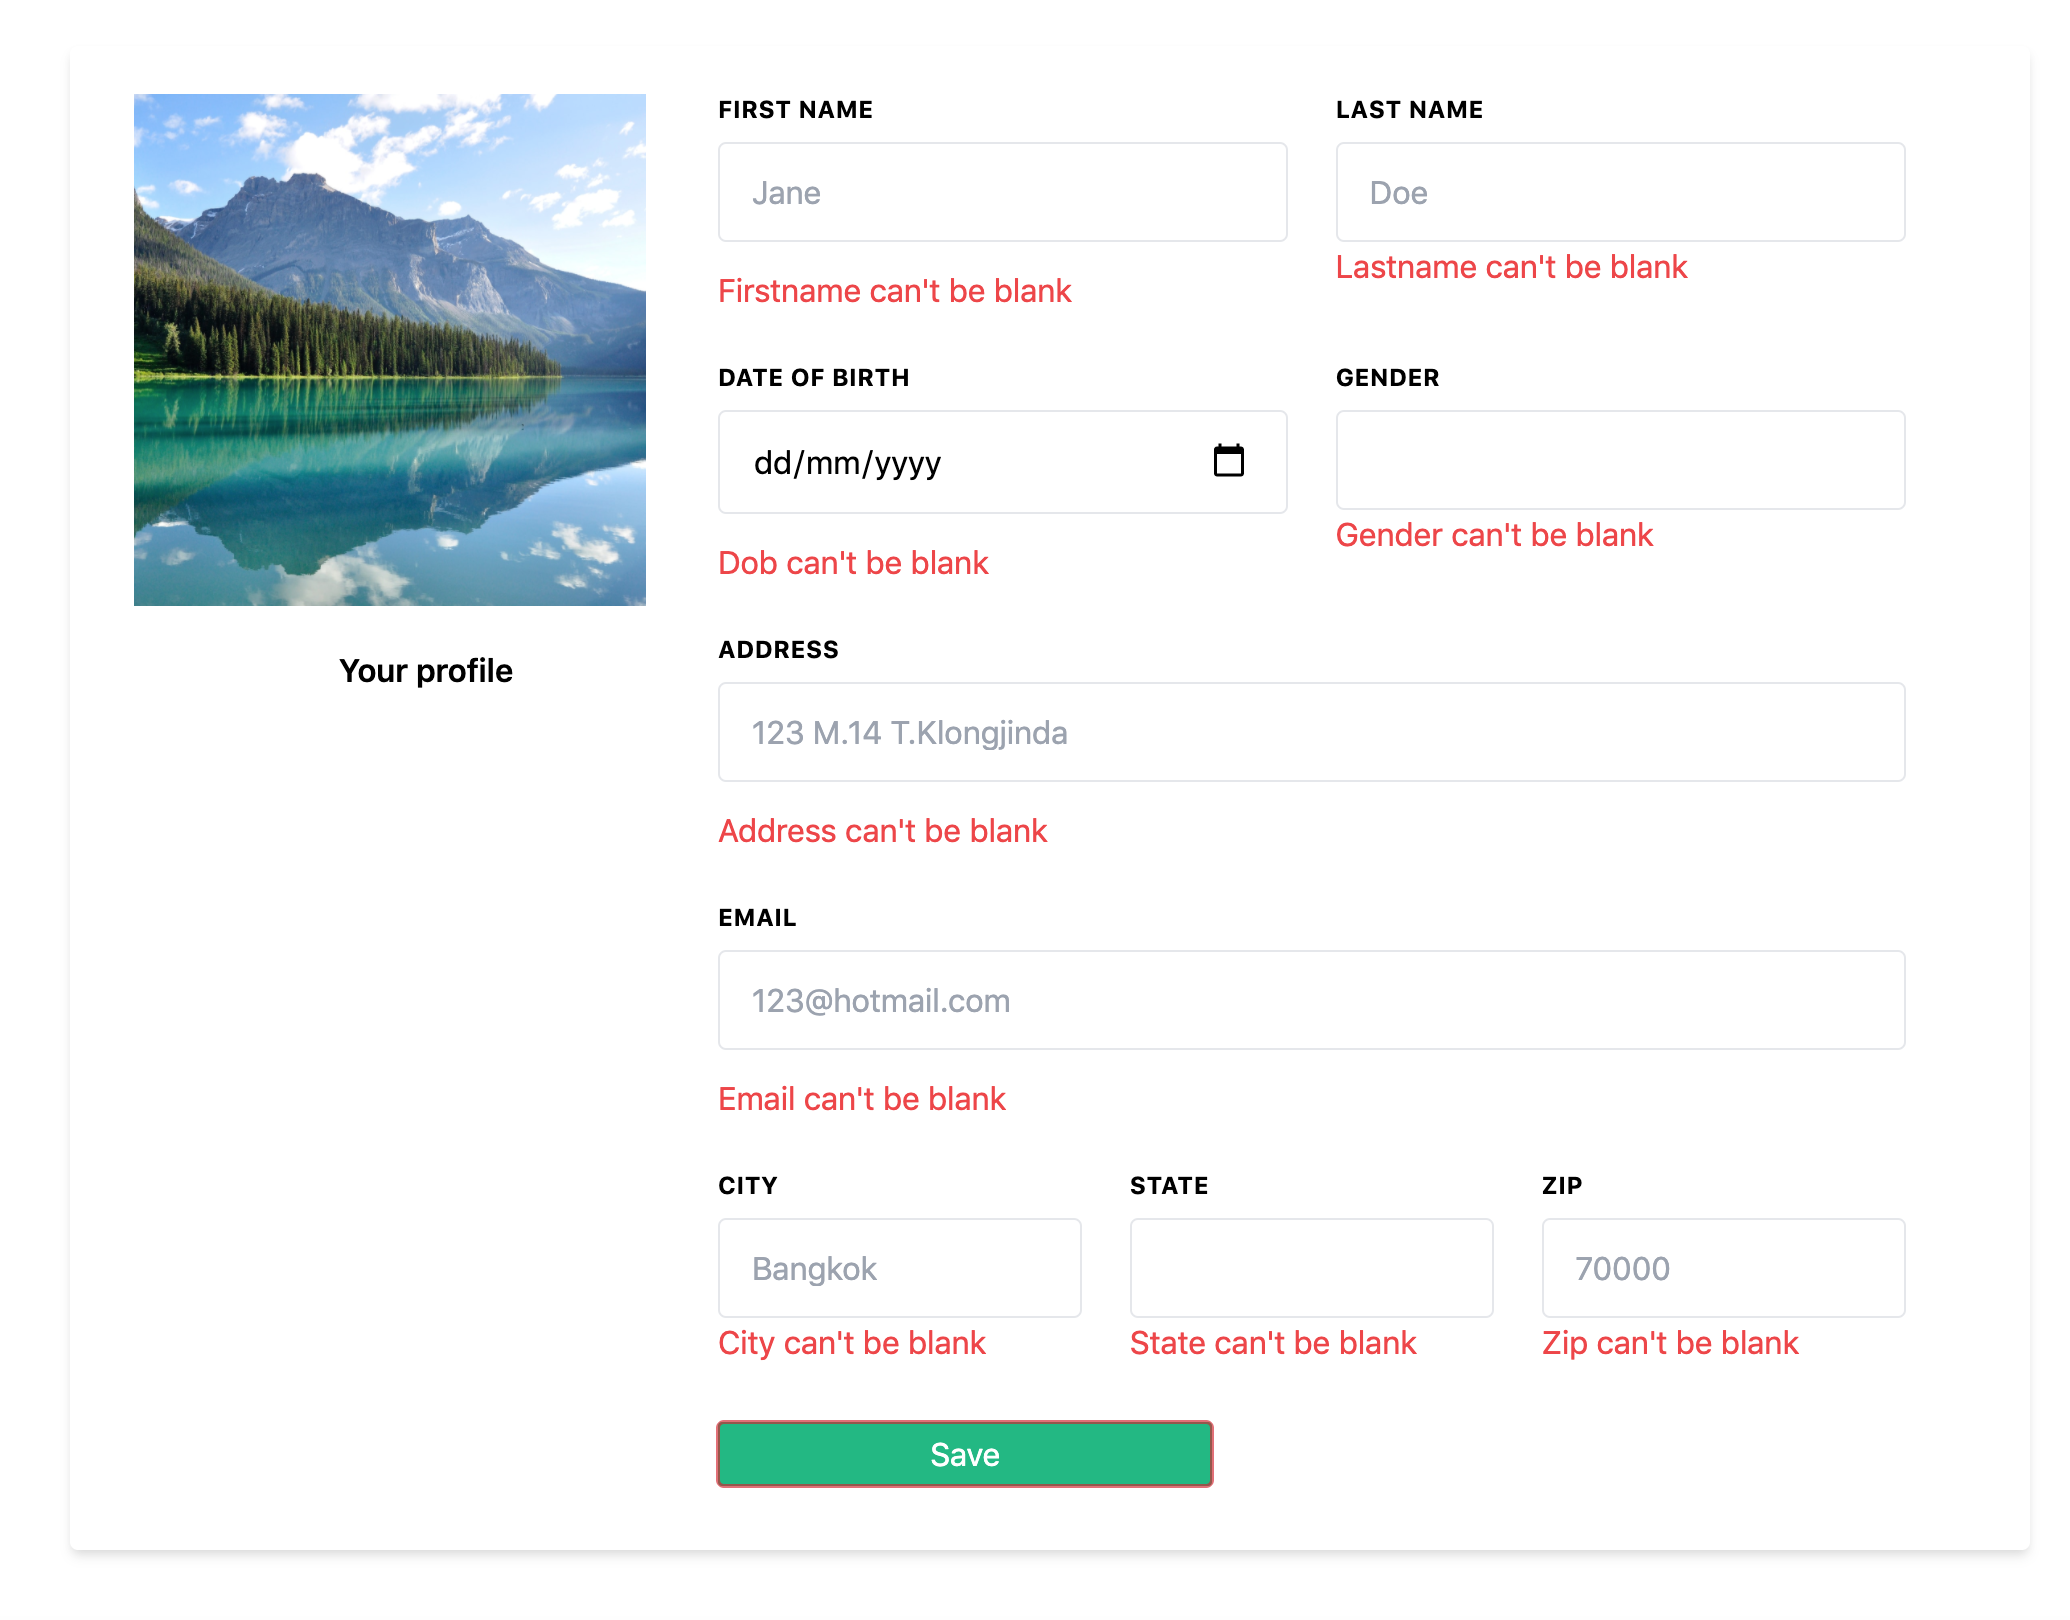 FIRST NAME
LAST NAME
Jane
Doe
Firstname can't be blank
Lastname can't be blank
DATE OF BIRTH
GENDER
dd/mm/yyyy
Dob can't be blank
Gender can't be blank
Your profile
ADDRESS
123 M.14 T.Klongjinda
Address can't be blank
EMAIL
123@hotmail.com
Email can't be blank
CITY
STATE
ZIP
Bangkok
70000
City can't be blank
State can't be blank
Zip can't be blank
Save